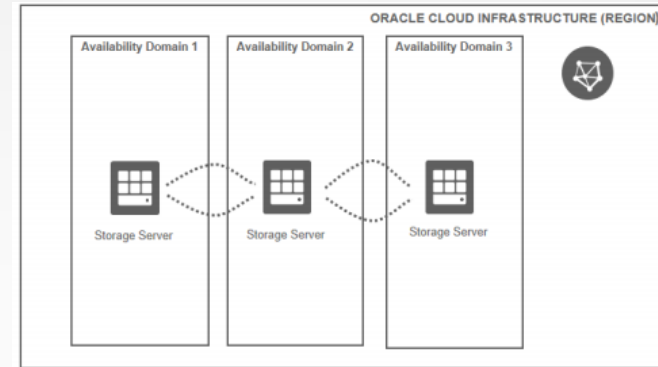 ORACLE CLOUD INFRASTRUCTURE (REGION)
Availability Domain 1
Availability Domain 2
Availability Domain 3
Storage Server
Storage Server
Storage Server